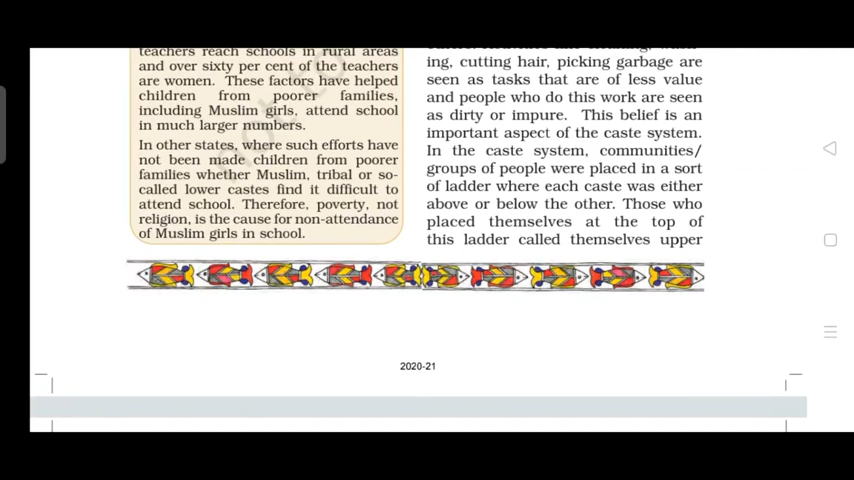 teachers reach schools in rural areas
and over sixty per cent of the teachers
are women. These factors have helped
children from poorer families,
including Muslim girls, attend school
in much larger numbers.
In other states, where such efforts have
not been made children from poorer
families whether Muslim, tribal or so-
called lower castes find it difficult to
attend school. Therefore, poverty, not
religion, is the cause for non-attendance
of Muslim girls in school.
ing, cutting hair, picking garbage are
seen as tasks that are of less value
and people who do this work are seen
as dirty or impure. This belief is an
important aspect of the caste system.
In the caste system, communities/
groups of people were placed in a sort
of ladder where each caste was either
above or below the other. Those who
placed themselves at the top of
this ladder called themselves upper
not to
2020-21